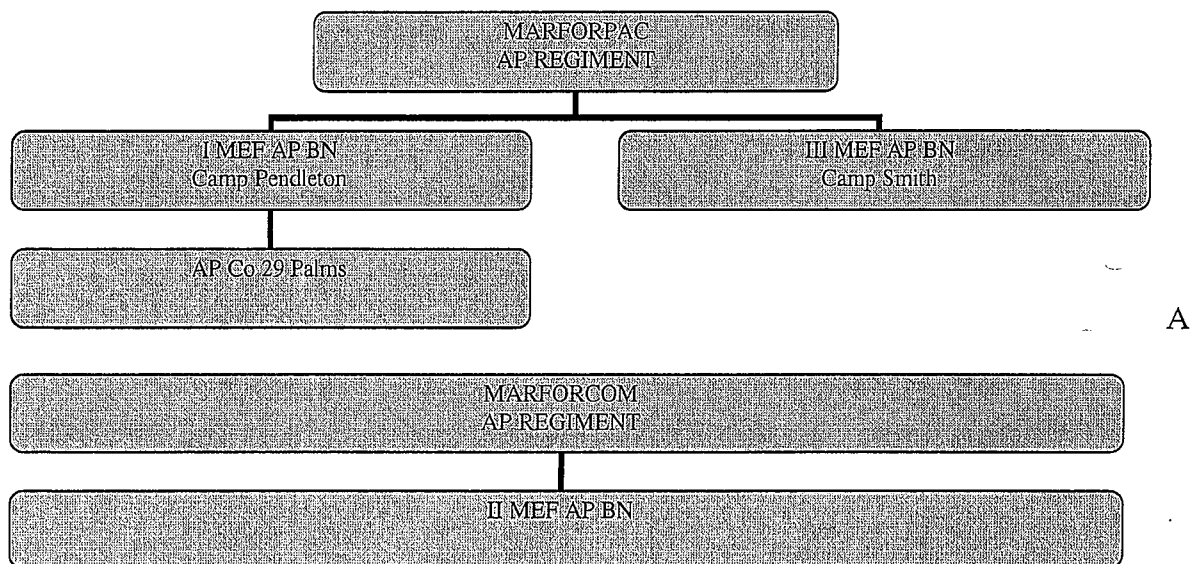 MARFORPAC
AP REGIMENT
I MEF AP BN
Camp Pendleton
III MEF AP BN
Camp Smith
AP Co 29 Palms
A
MARFORCOM
AP REGIMENT
II MEF AP BN